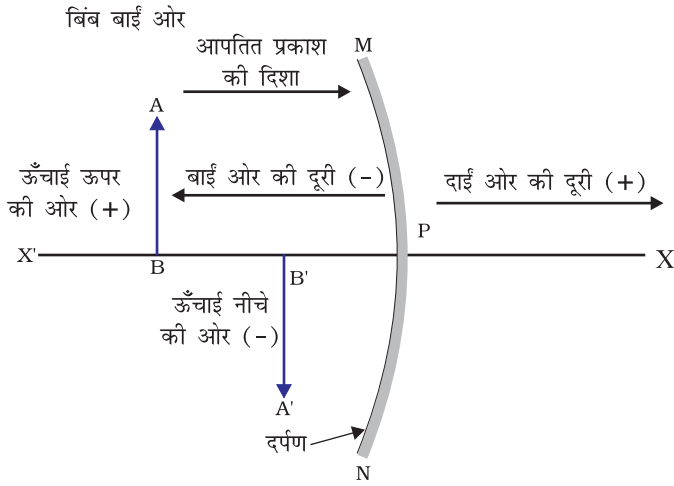 बिंब बाईं ओर
आपतित प्रकाश
की दिशा
M
A
ऊँचाई ऊपर
की ओर (+)
बाईं ओर की दूरी (-)
दाईं ओर की दूरी (+)
P
X'
B
B'
X
ऊँचाई नीचे
की ओर (-)
A'
दर्पण
N